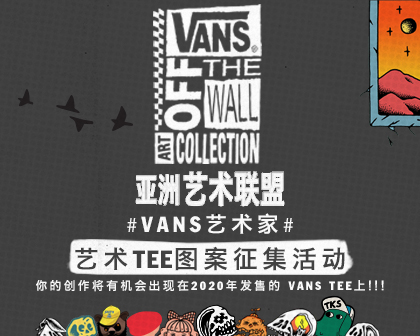 VANS®
OFF THE WALL
ART COLLECTION
亚洲艺术联盟
#VANS艺术家#
艺术TEE图案征集活动
你的创作将有机会出现在2020年发售的 VANS TEE上!!!
TKS